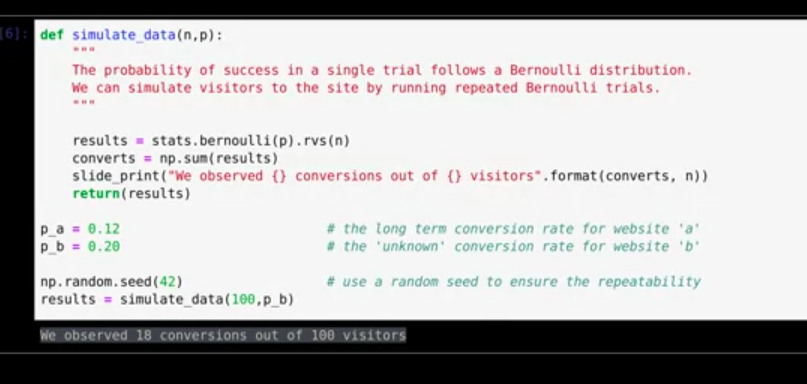 [6]:
def simulate_data(n,p):
"""
The probability of success in a single trial follows a Bernoulli distribution.
We can simulate visitors to the site by running repeated Bernoulli trials.
"""
results = stats.bernoulli(p).rvs(n)
converts = np.sum(results)
slide_print("We observed {} conversions out of {} visitors".format(converts, n))
return(results)
p_a = 0.12 # the long term conversion rate for website 'a'
p_b = 0.20 # the 'unknown' conversion rate for website 'b'
np.random.seed(42) # use a random seed to ensure the repeatability
results = simulate_data(100,p_b)
We observed 18 conversions out of 100 visitors